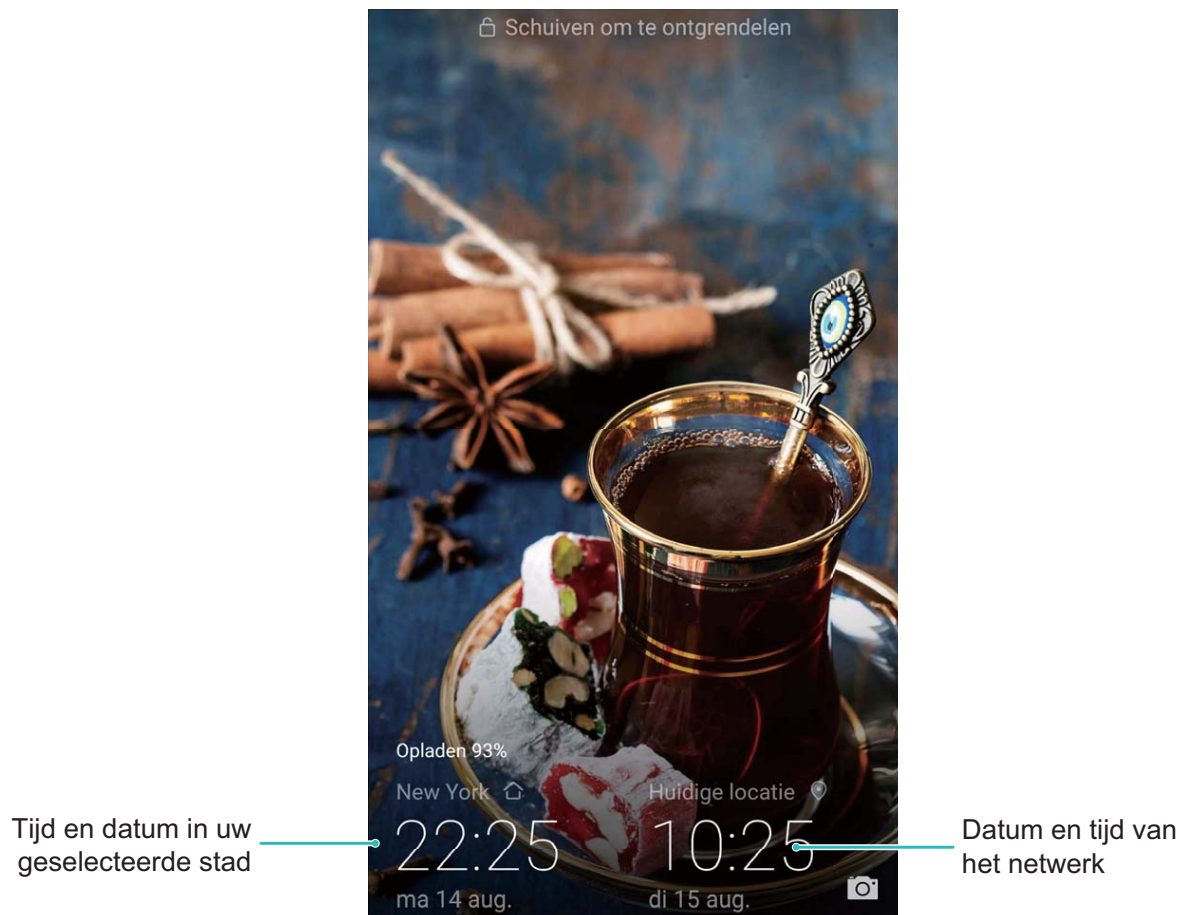 Schuiven om te ontgrendelen
Opladen 93%
New York
Huidige locatie
22:25
10:25
ma 14 aug.
di 15 aug.
Tijd en datum in uw
geselecteerde stad
Datum en tijd van
het netwerk